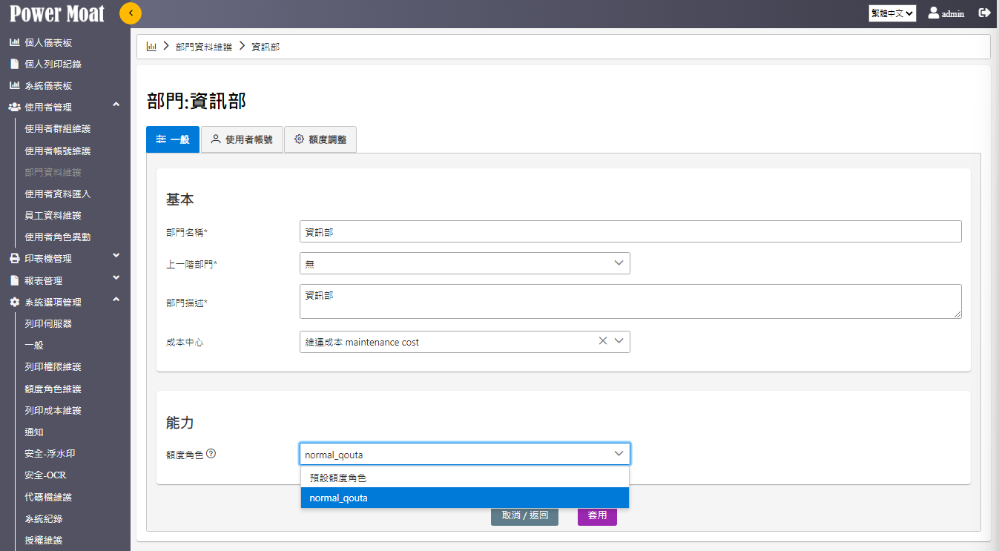 Power Moat
繁體中文
admin
個人儀表板
個人列印紀錄
系統儀表板
使用者管理
使用者群組維護
使用者帳號維護
部門資料維護
使用者資料匯入
員工資料維護
使用者角色異動
印表機管理
報表管理
系統選項管理
列印伺服器
一般
列印權限維護
額度角色維護
列印成本維護
通知
安全-浮水印
安全-OCR
代碼檔維護
系統紀錄
授權維護
部門資料維護
資訊部
部門:資訊部
一般
使用者帳號
額度調整
基本
部門名稱*
資訊部
上一階部門*
無
部門描述*
資訊部
成本中心
維逼成本 maintenance cost
能力
額度角色
normal_qouta
預設額度角色
normal_qouta
取消 / 返回
套用